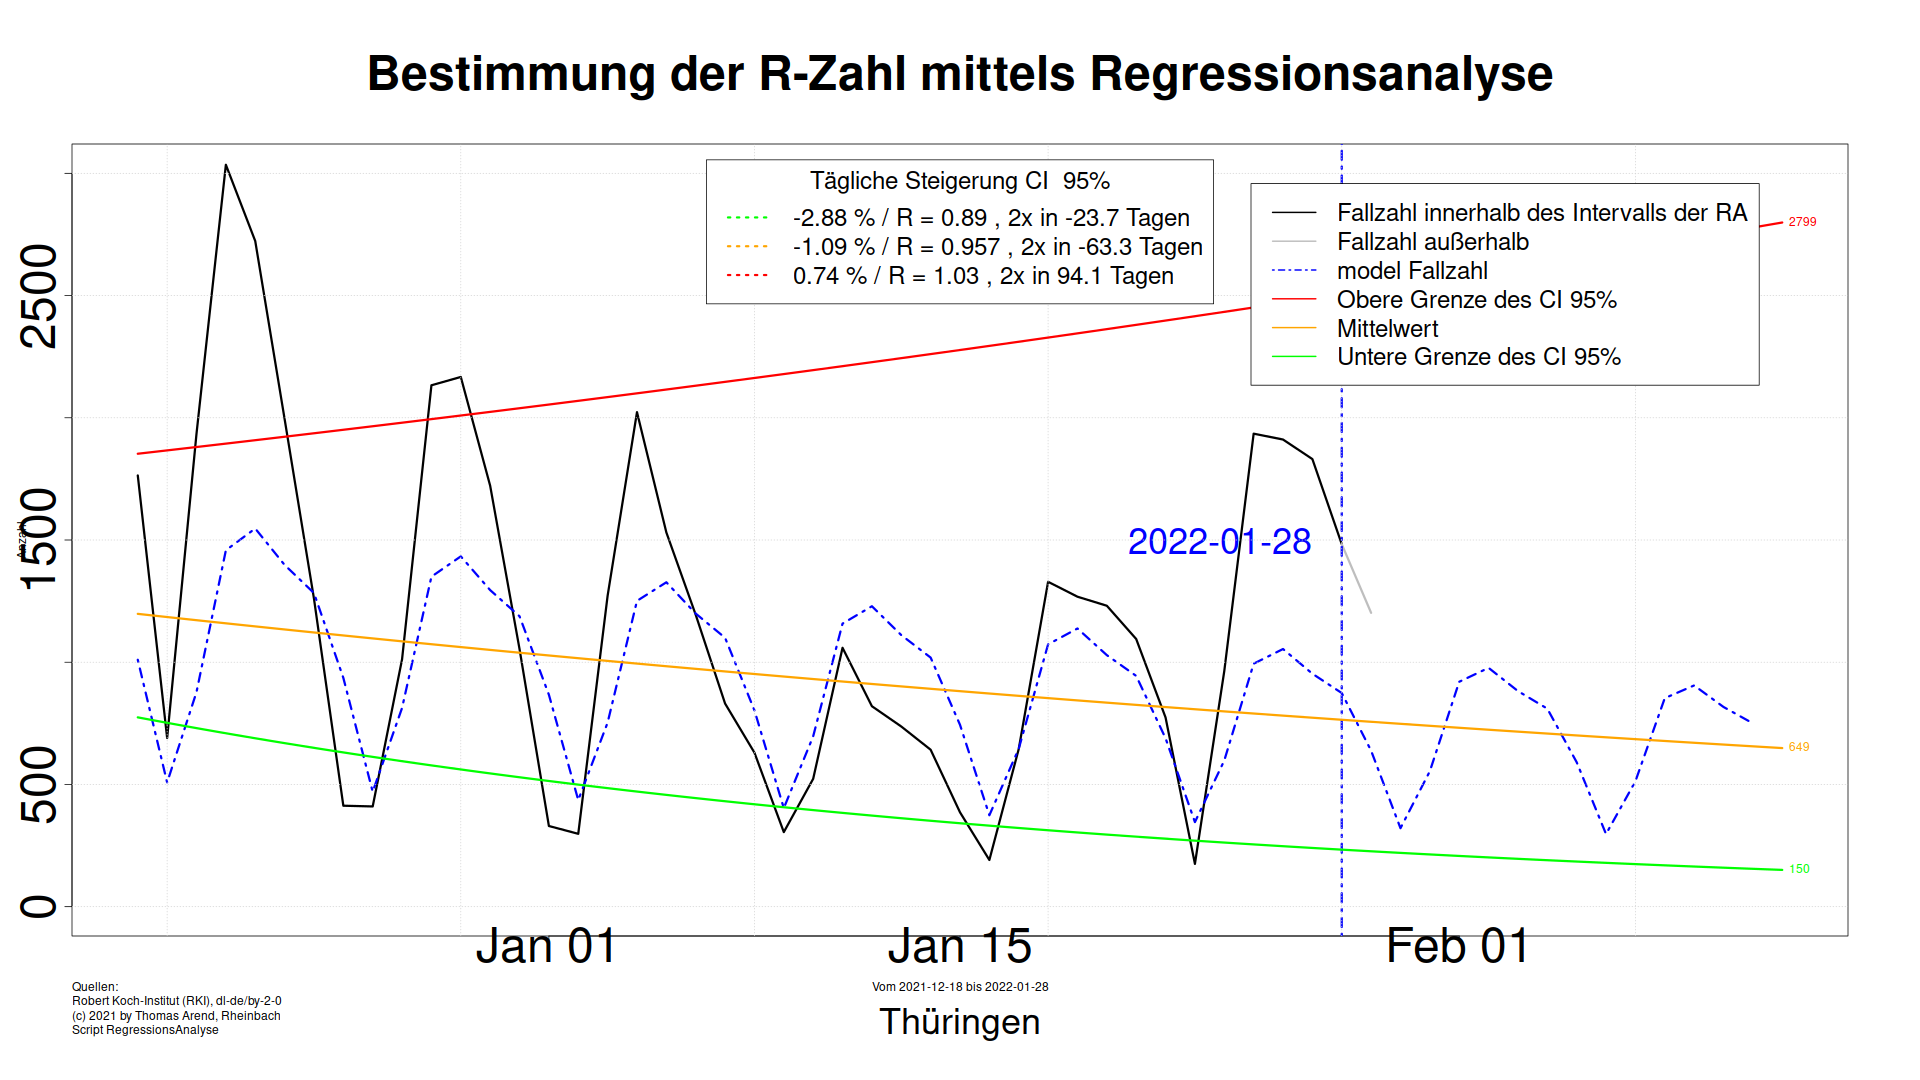 Bestimmung der R-Zahl mittels Regressionsanalyse
Tägliche Steigerung CI 95%
-2.88 % / R = 0.89 , 2x in -23.7 Tagen
-1.09 % / R = 0.957 , 2x in -63.3 Tagen
0.74 % / R = 1.03 , 2x in 94.1 Tagen
Fallzahl innerhalb des Intervalls der RA
Fallzahl außerhalb
model Fallzahl
Obere Grenze des CI 95%
Mittelwert
Untere Grenze des CI 95%
2799
2500
1500
500
0
Anzahl
2022-01-28
649
150
Jan 01
Jan 15
Feb 01
Vom 2021-12-18 bis 2022-01-28
Thüringen
Quellen:
Robert Koch-Institut (RKI), dl-de/by-2-0
(c) 2021 by Thomas Arend, Rheinbach
Script RegressionsAnalyse